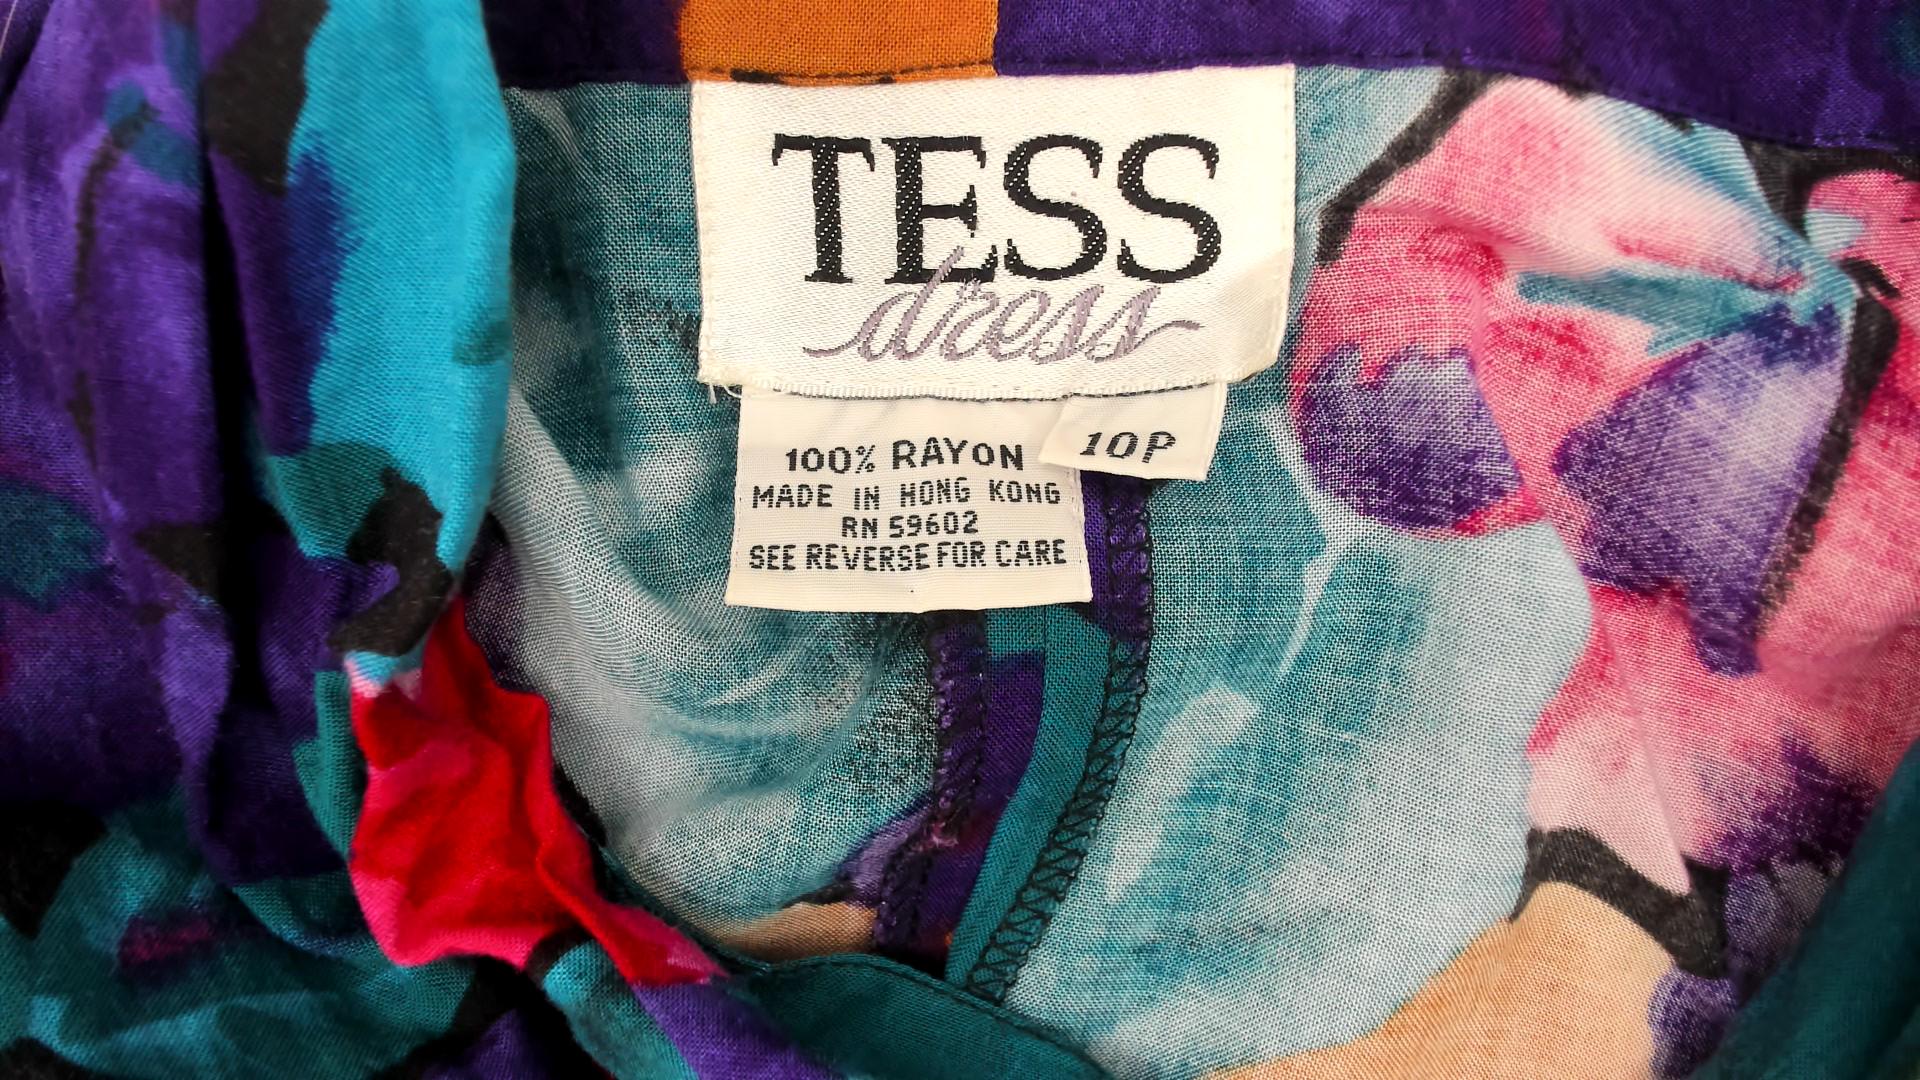 TESS
dress
10P
100% RAYON
MADE IN HONG KONG
RN 59602
SEE REVERSE FOR CARE